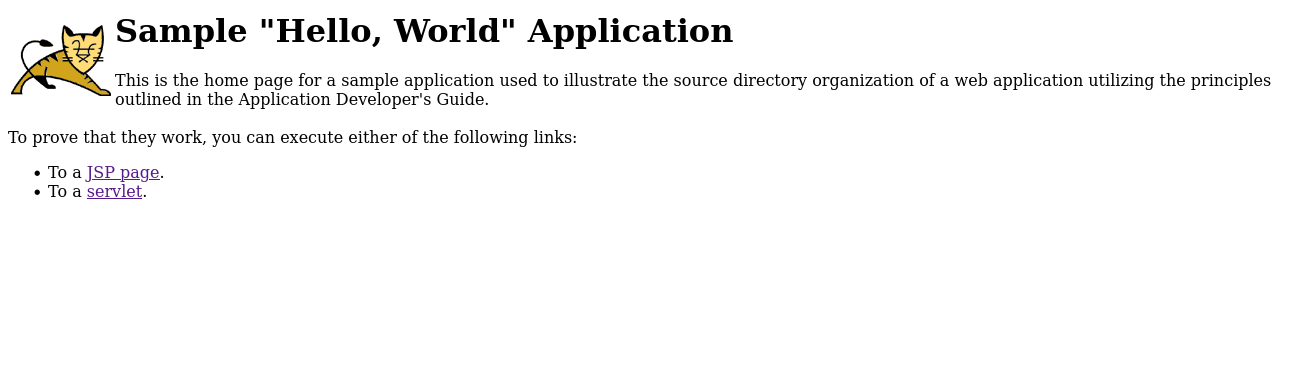 Sample "Hello, World" Application
This is the home page for a sample application used to illustrate the source directory organization of a web application utilizing the principles
outlined in the Application Developer's Guide.
To prove that they work, you can execute either of the following links:
• To a JSP page.
• To a servlet.